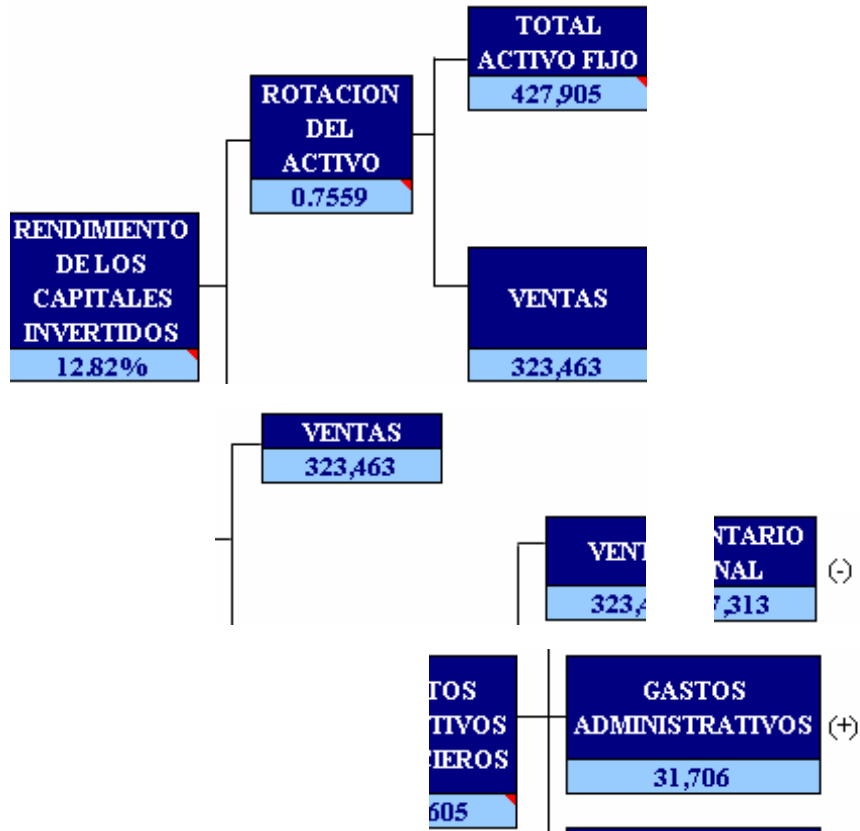 TOTAL
ACTIVO FIJO
427,905
ROTACION
DEL
ACTIVO
0.7559
RENDIMIENTO
DE LOS
CAPITALES
INVERTIDOS
12.82%
VENTAS
323,463
VENTAS
323,463
(-)
GASTOS
ADMINISTRATIVOS
31,706
(+)